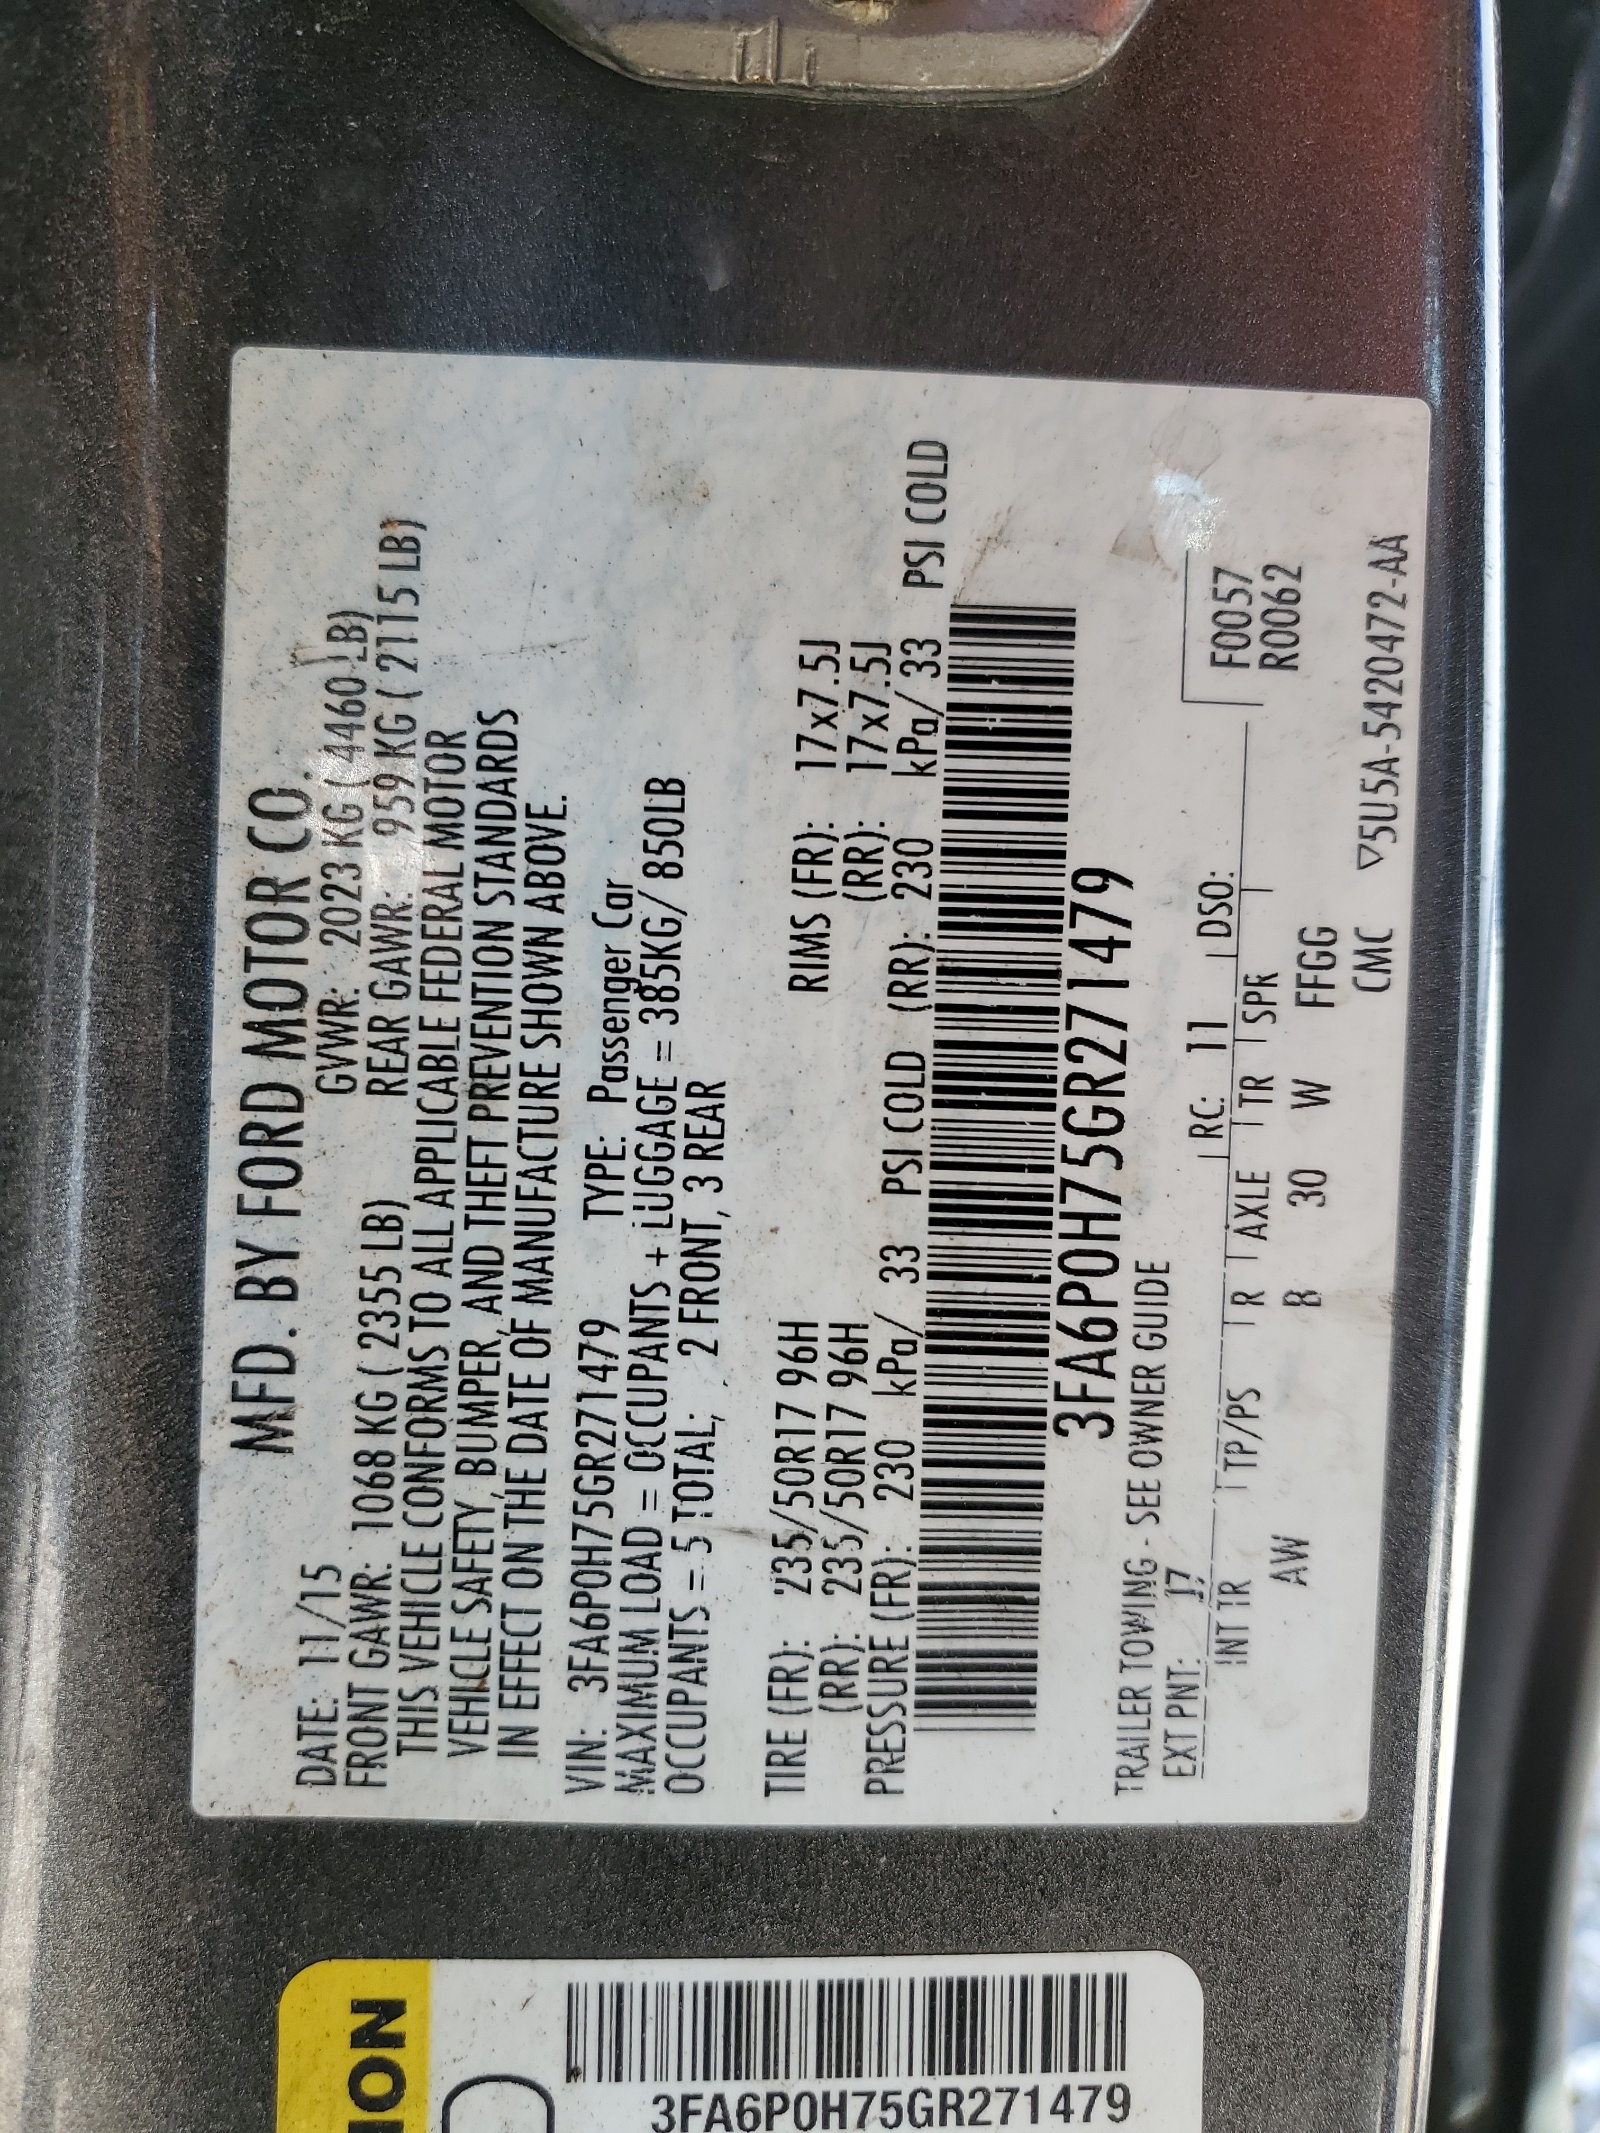 MFD. BY FORD MOTOR CO.
DATE: 11/15 GVWR: 2023 KG ( 4460 LB)
FRONT GAWR: 1068 KG ( 2355 LB) REAR GAWR: 959 KG ( 2115 LB)
THIS VEHICLE CONFORMS TO ALL APPLICABLE FEDERAL MOTOR
VEHICLE SAFETY, BUMPER, AND THEFT PREVENTION STANDARDS
IN EFFECT ON THE DATE OF MANUFACTURE SHOWN ABOVE.
VIN: 3FA6P0H75GR271479 TYPE: Passenger Car
MAXIMUM LOAD = OCCUPANTS + LUGGAGE = 385KG/ 850LB
OCCUPANTS = 5 TOTAL; 2 FRONT, 3 REAR
TIRE (FR): 235/50R17 96H RIMS (FR): 17x7.5J
(RR): 235/50R17 96H (RR): 17x7.5J
PRESSURE (FR): 230 kPa/ 33 PSI COLD (RR): 230 kPa/ 33 PSI COLD
3FA6P0H75GR271479
TRAILER TOWING - SEE OWNER GUIDE
EXT PNT: 17 RC: 11 DSO: F0057
INT TR TP/PS R AXLE TR SPR R0062
AW B 30 W FFGG
CMC ▽5U5A-5420472-AA
ION
3FA6P0H75GR271479